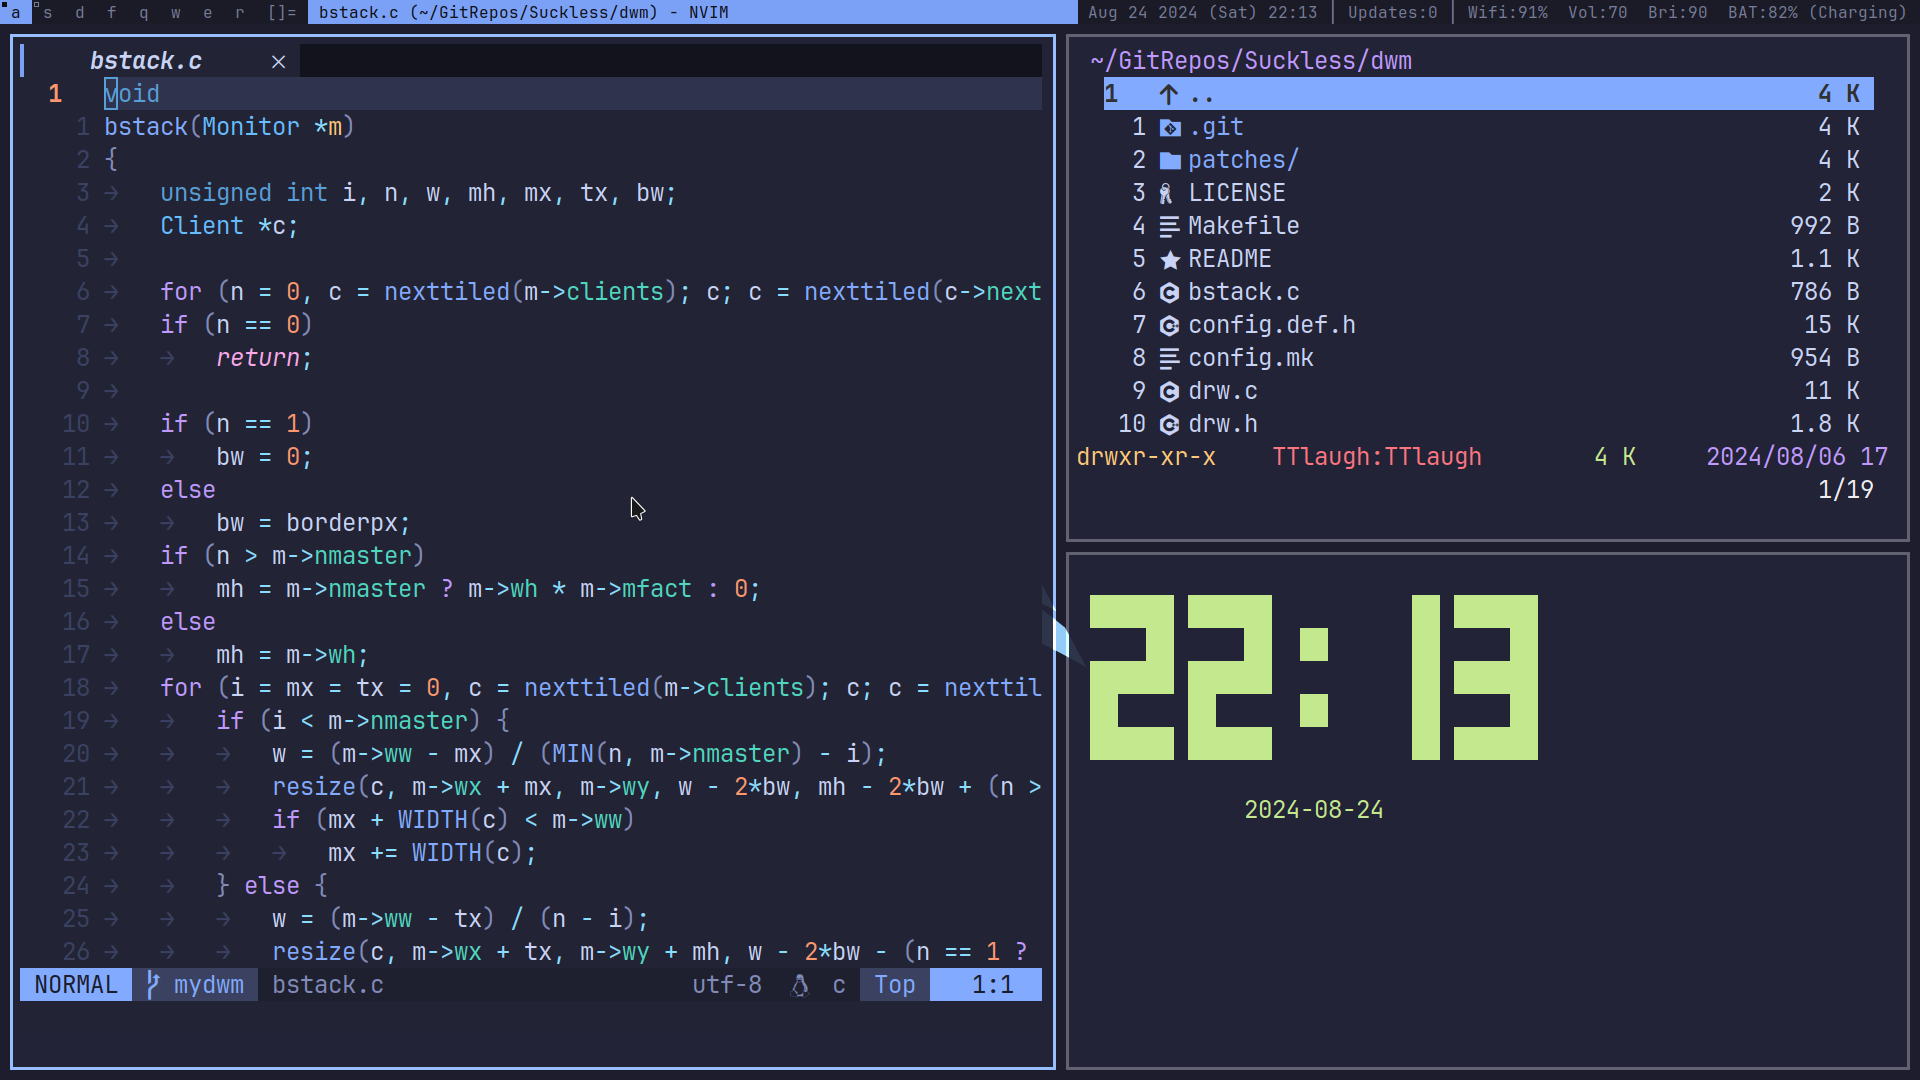 a s d f q w e r []= bstack.c (~/GitRepos/Suckless/dwm) - NVIM Aug 24 2024 (Sat) 22:13 | Updates:0 | Wifi:91% Vol:70 Bri:90 BAT:82% (Charging)
bstack.c ×
1 void
1 bstack(Monitor *m)
2 {
3 → unsigned int i, n, w, mh, mx, tx, bw;
4 → Client *c;
5 →
6 → for (n = 0, c = nexttiled(m->clients); c; c = nexttiled(c->next
7 → if (n == 0)
8 → → return;
9 →
10 → if (n == 1)
11 → → bw = 0;
12 → else
13 → → bw = borderpx;
14 → if (n > m->nmaster)
15 → → mh = m->nmaster ? m->wh * m->mfact : 0;
16 → else
17 → → mh = m->wh;
18 → for (i = mx = tx = 0, c = nexttiled(m->clients); c; c = nexttil
19 → → if (i < m->nmaster) {
20 → → → w = (m->ww - mx) / (MIN(n, m->nmaster) - i);
21 → → → resize(c, m->wx + mx, m->wy, w - 2*bw, mh - 2*bw + (n >
22 → → → if (mx + WIDTH(c) < m->ww)
23 → → → → mx += WIDTH(c);
24 → → } else {
25 → → → w = (m->ww - tx) / (n - i);
26 → → → resize(c, m->wx + tx, m->wy + mh, w - 2*bw - (n == 1 ?
NORMAL mydwm bstack.c utf-8 c Top 1:1
~/GitRepos/Suckless/dwm
1 ↑ .. 4 K
1 .git 4 K
2 patches/ 4 K
3 LICENSE 2 K
4 Makefile 992 B
5 README 1.1 K
6 bstack.c 786 B
7 config.def.h 15 K
8 config.mk 954 B
9 drw.c 11 K
10 drw.h 1.8 K
drwxr-xr-x TTlaugh:TTlaugh 4 K 2024/08/06 17
1/19
22:13
2024-08-24